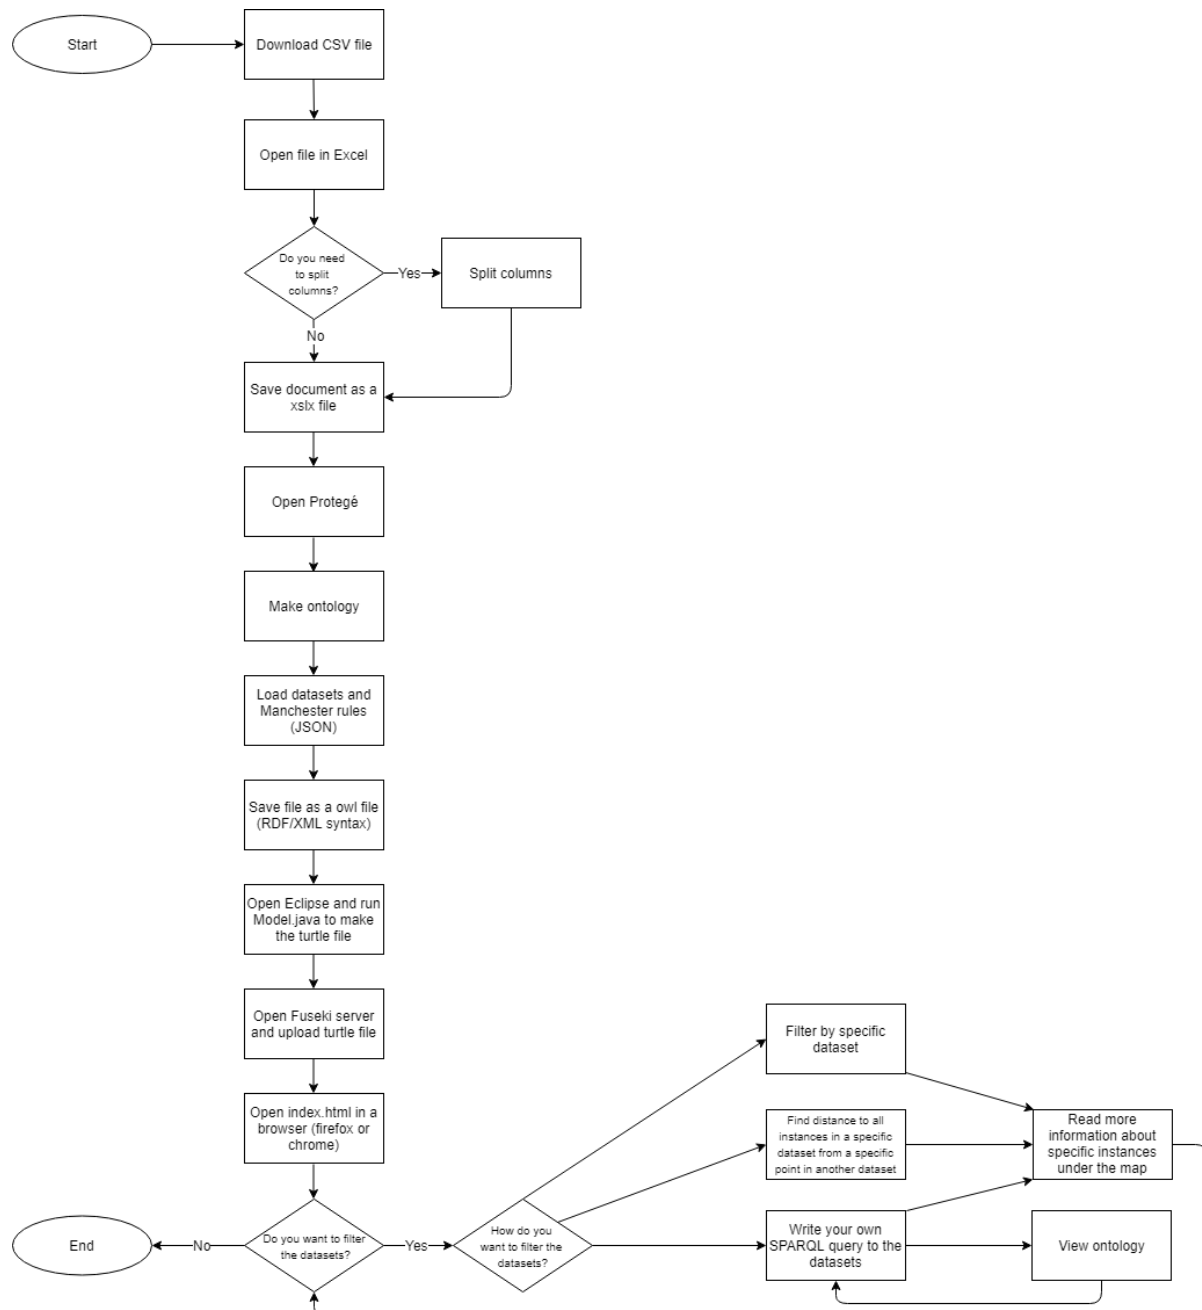 Start
Download CSV file
Open file in Excel
Do you need
to split
columns?
Yes
Split columns
No
Save document as a
xslx file
Open Protegé
Make ontology
Load datasets and
Manchester rules
(JSON)
Save file as a owl file
(RDF/XML syntax)
Open Eclipse and run
Model.java to make
the turtle file
Open Fuseki server
and upload turtle file
Open index.html in a
browser (firefox or
chrome)
Do you want to filter
the datasets?
No
End
Yes
How do you
want to filter the
datasets?
Filter by specific
dataset
Find distance to all
instances in a specific
dataset from a specific
point in another dataset
Write your own
SPARQL query to the
datasets
Read more
information about
specific instances
under the map
View ontology